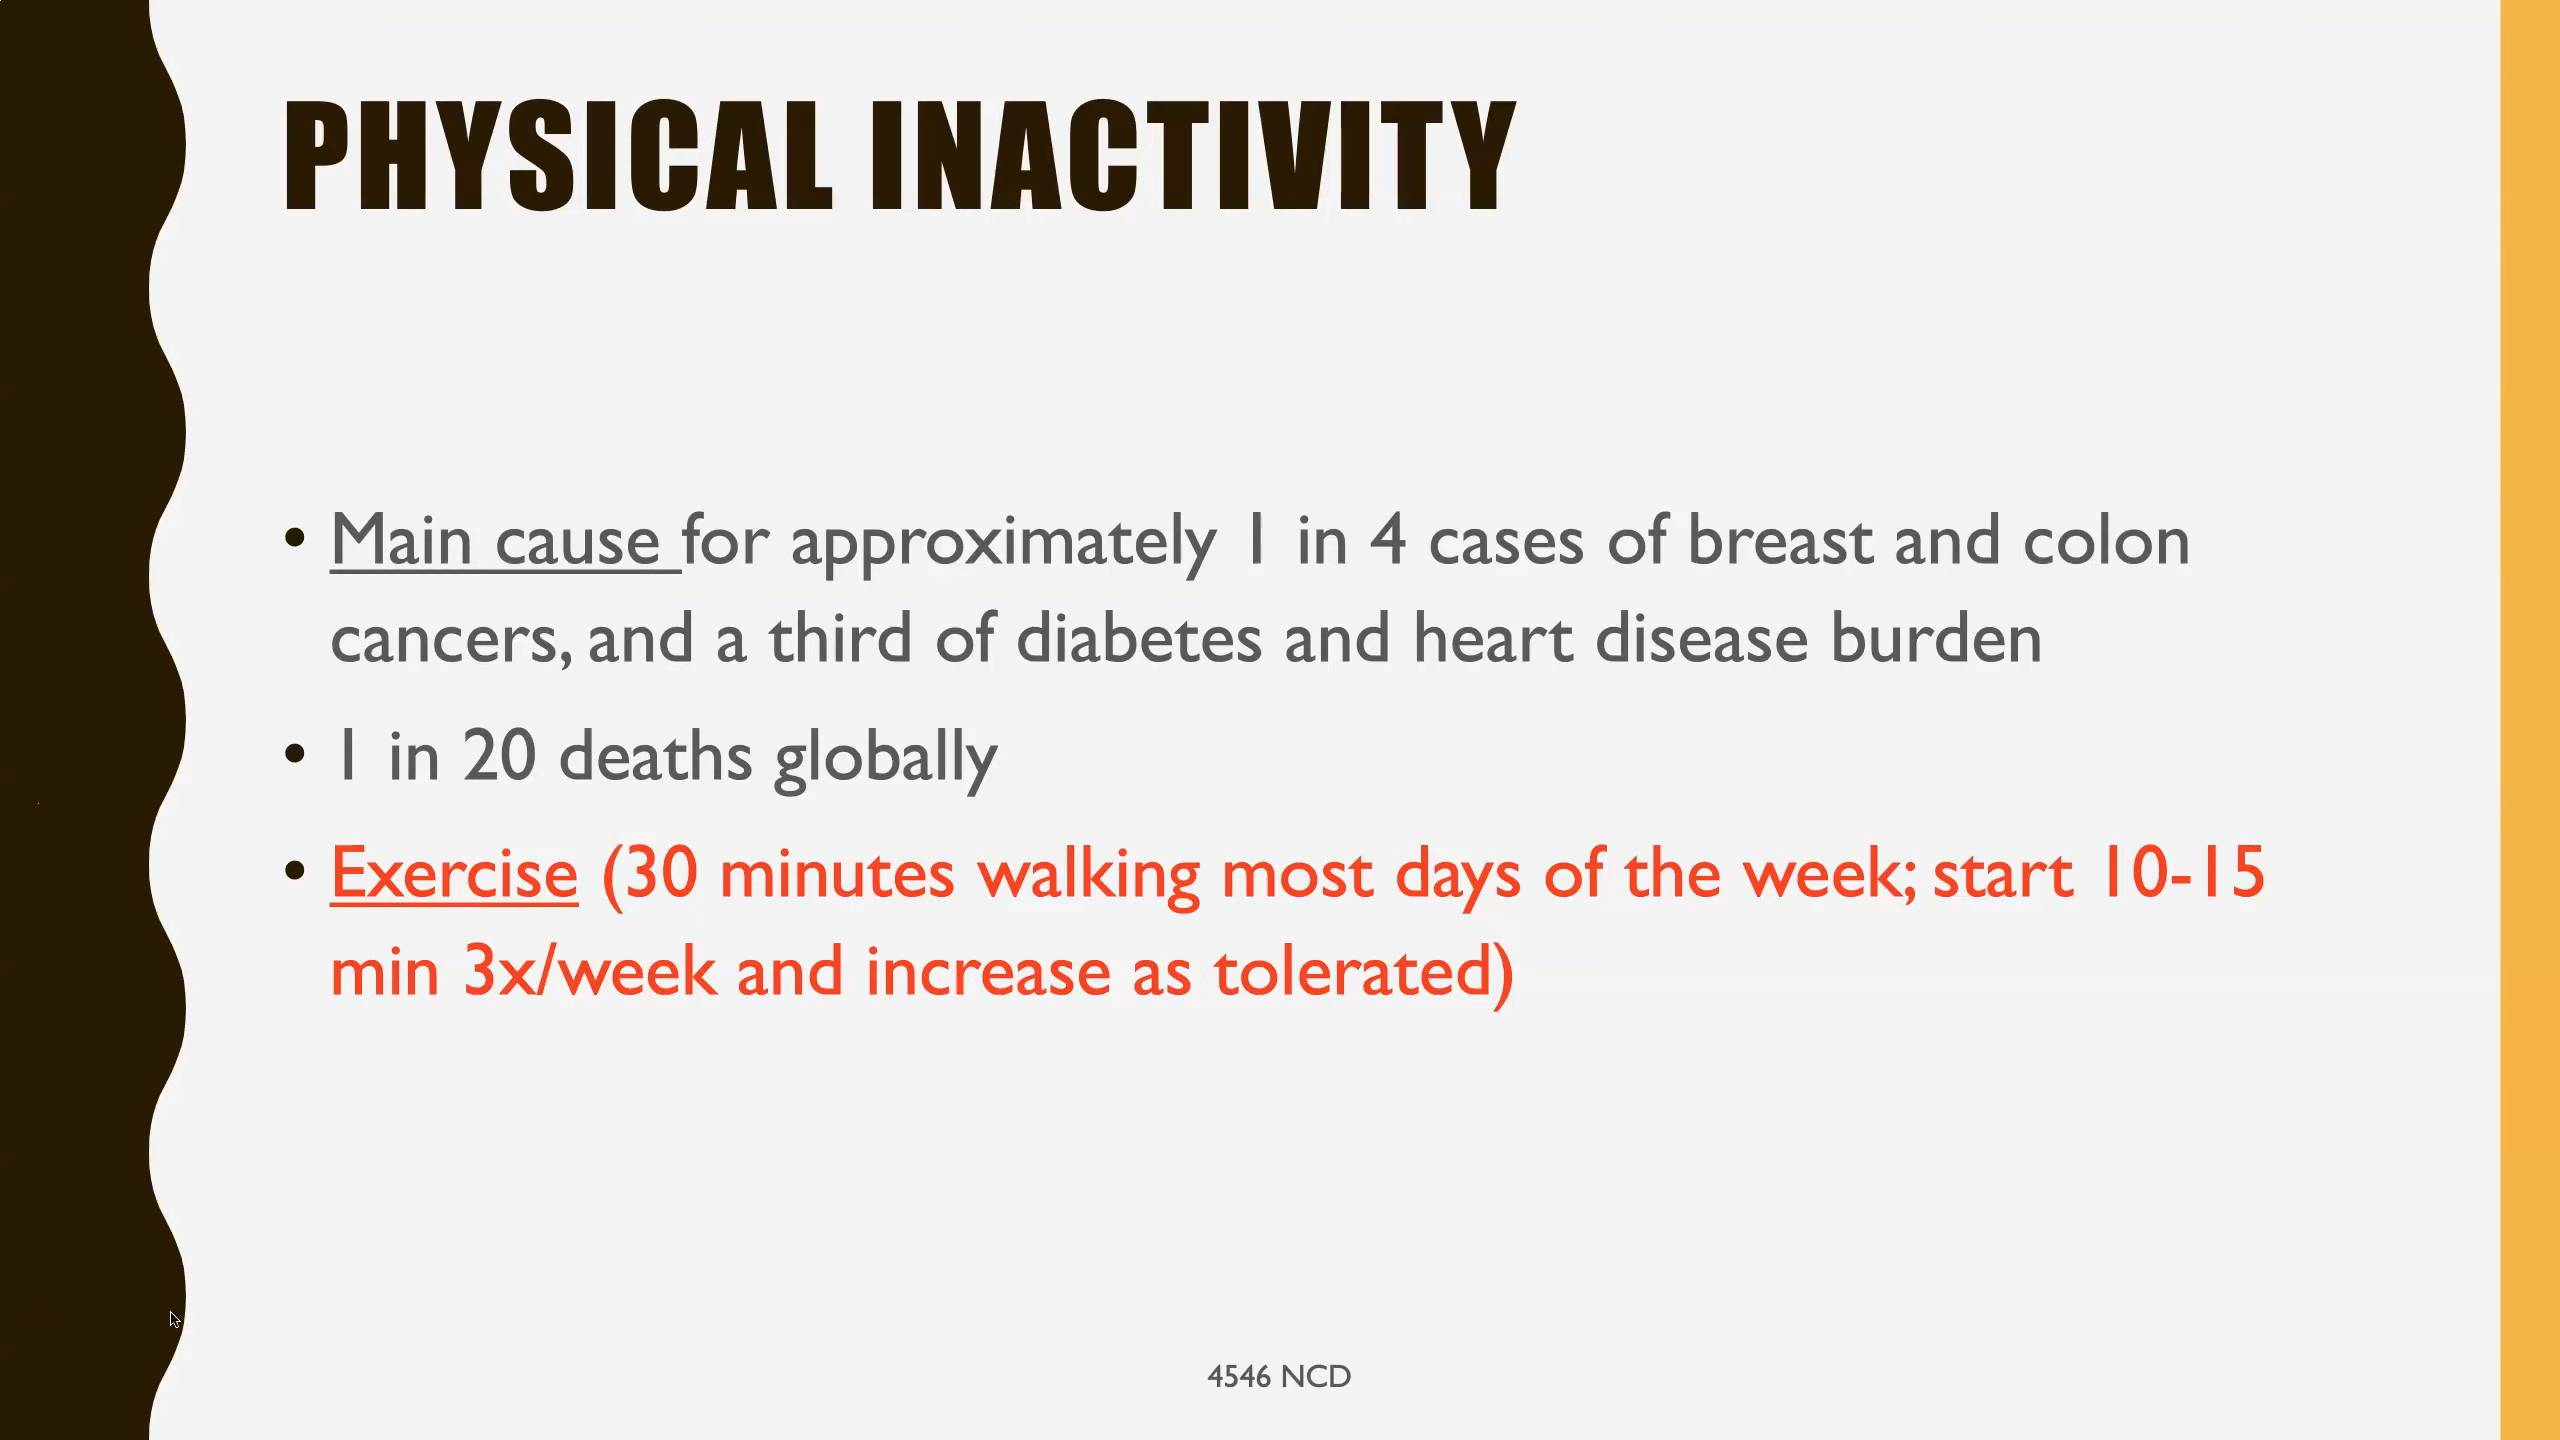 PHYSICAL INACTIVITY
• Main cause for approximately 1 in 4 cases of breast and colon
cancers, and a third of diabetes and heart disease burden
• 1 in 20 deaths globally
• Exercise (30 minutes walking most days of the week; start 10-15
min 3x/week and increase as tolerated)
4546 NCD